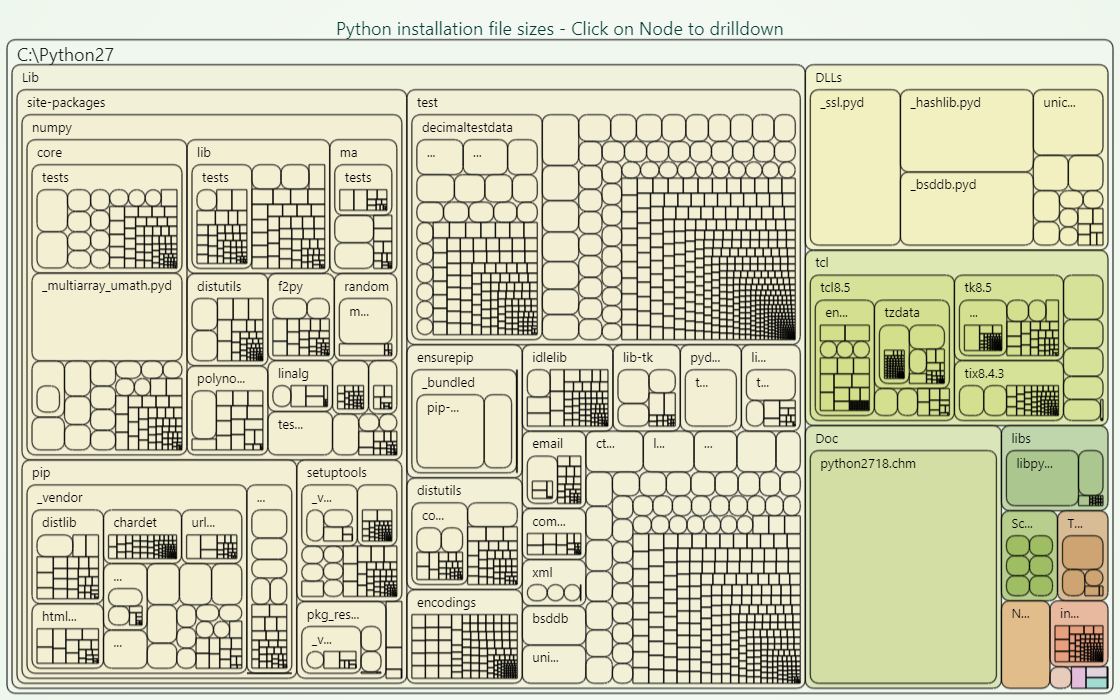 Python installation file sizes - Click on Node to drilldown
C:\Python27
Lib
site-packages
numpy
core
tests
lib
tests
ma
tests
_multiarray_umath.pyd
distutils
f2py
random
m...
polyno...
linalg
tes...
pip
_vendor
distlib
chardet
url...
...
html...
...
...
setuptools
_v...
pkg_res...
_v...
test
decimaltestdata
...
...
ensurepip
_bundled
pip-...
idlelib
lib-tk
pyd...
t...
li...
t...
email
ct...
l...
...
distutils
co...
com...
xml
encodings
bsddb
uni...
DLLs
_ssl.pyd
_hashlib.pyd
unic...
_bsddb.pyd
tcl
tcl8.5
en...
tzdata
tk8.5
...
tix8.4.3
Doc
python2718.chm
libs
libpy...
Sc...
T...
N...
in...